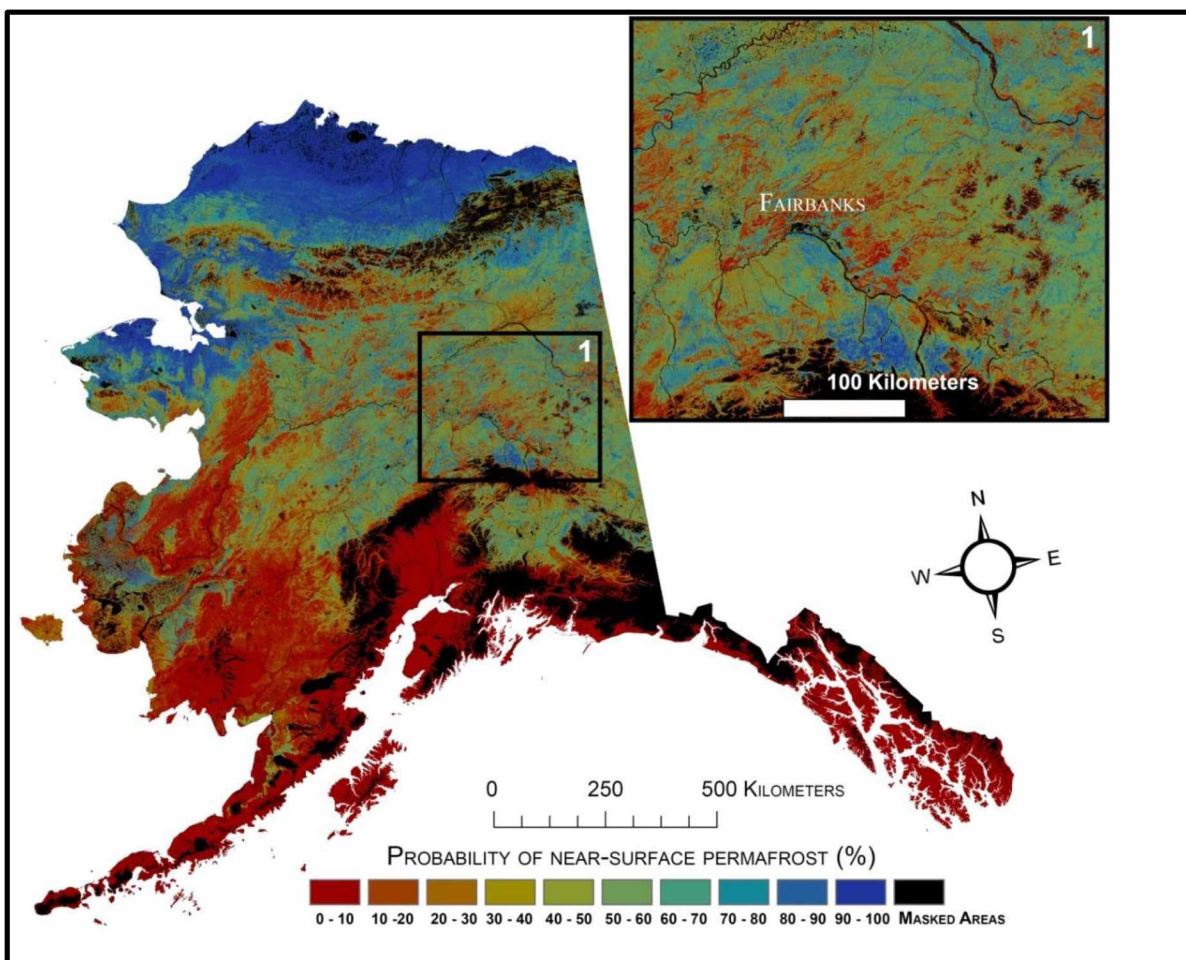 1
FAIRBANKS
100 Kilometers
1
N
W E
S
0 250 500 KILOMETERS
PROBABILITY OF NEAR-SURFACE PERMAFROST (%)
0 - 10 10 -20 20 - 30 30 - 40 40 - 50 50 - 60 60 - 70 70 - 80 80 - 90 90 - 100 MASKED AREAS